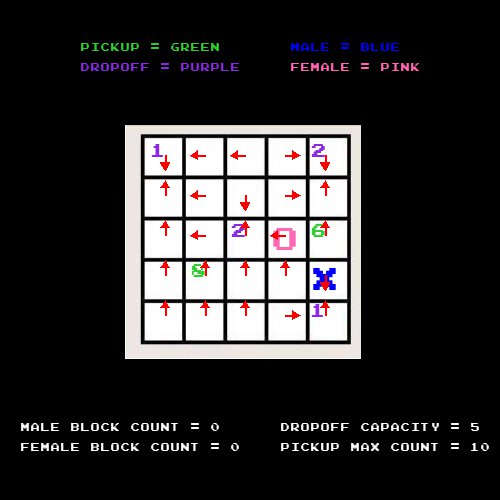 PICKUP = GREEN MALE = BLUE
DROPOFF = PURPLE FEMALE = PINK
1 2
2 6
8
1
MALE BLOCK COUNT = 0 DROPOFF CAPACITY = 5
FEMALE BLOCK COUNT = 0 PICKUP MAX COUNT = 10